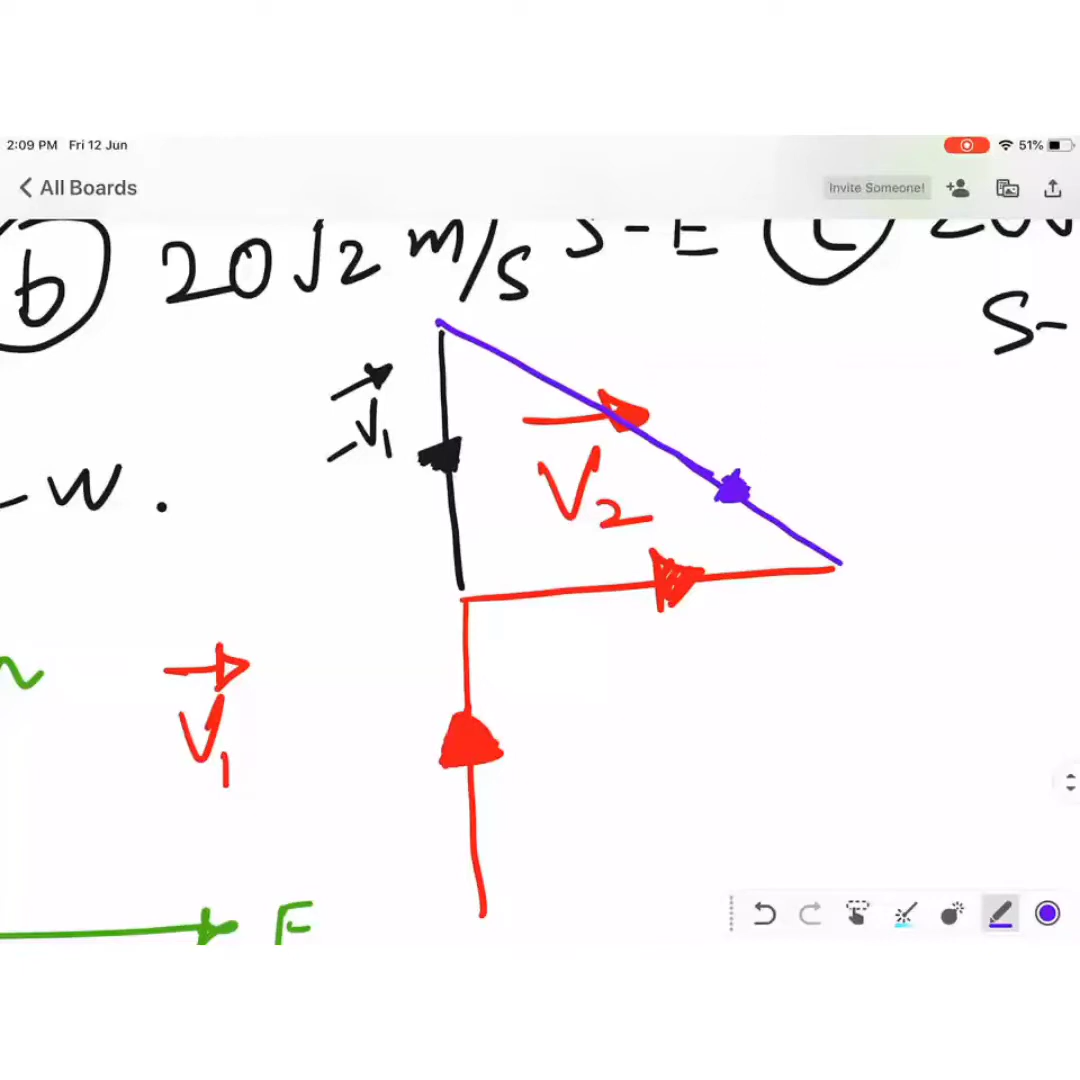 2:09 PM Fri 12 Jun
51%
All Boards
Invite Someone!
b 20√2 m/s S-E
S-
-V₁
V₂
-W.
V₁
E